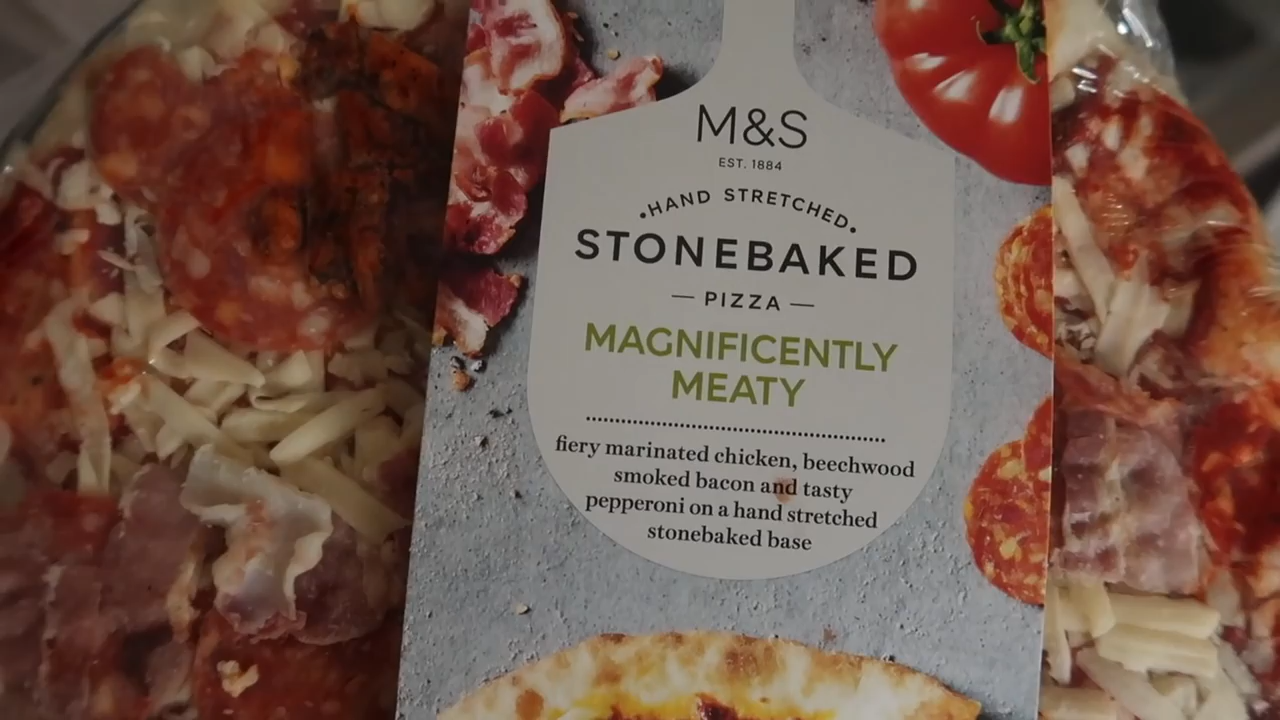 M&S
EST. 1884
HAND STRETCHED
STONEBAKED
— PIZZA —
MAGNIFICENTLY
MEATY
fiery marinated chicken, beechwood
smoked bacon and tasty
pepperoni on a hand stretched
stonebaked base